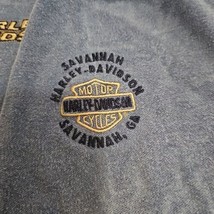 SAVANNAH
HARLEY-DAVIDSON
MOTOR
HARLEY-DAVIDSON
CYCLES
SAVANNAH, GA